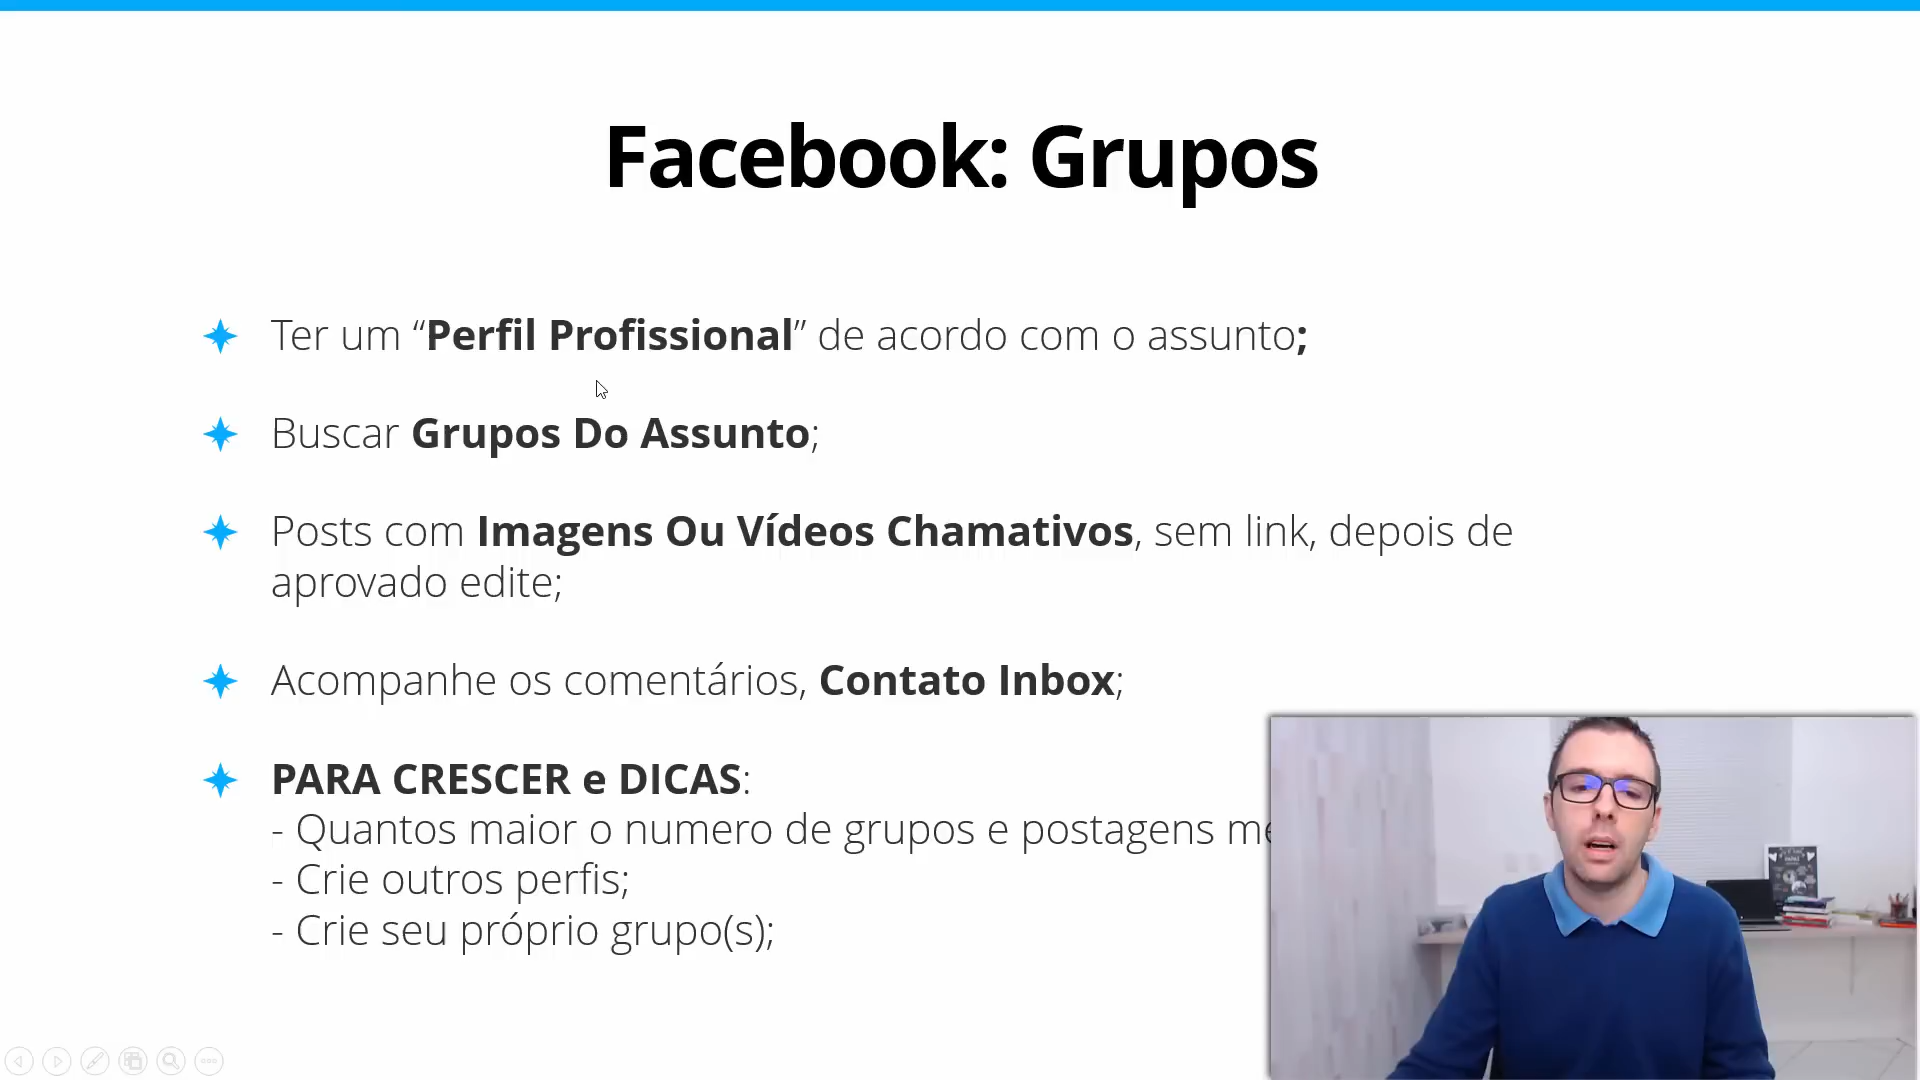 Facebook: Grupos
Ter um “Perfil Profissional” de acordo com o assunto;
Buscar Grupos Do Assunto;
Posts com Imagens Ou Vídeos Chamativos, sem link, depois de
aprovado edite;
Acompanhe os comentários, Contato Inbox;
PARA CRESCER e DICAS:
- Quantos maior o numero de grupos e postagens
- Crie outros perfis;
- Crie seu próprio grupo(s);